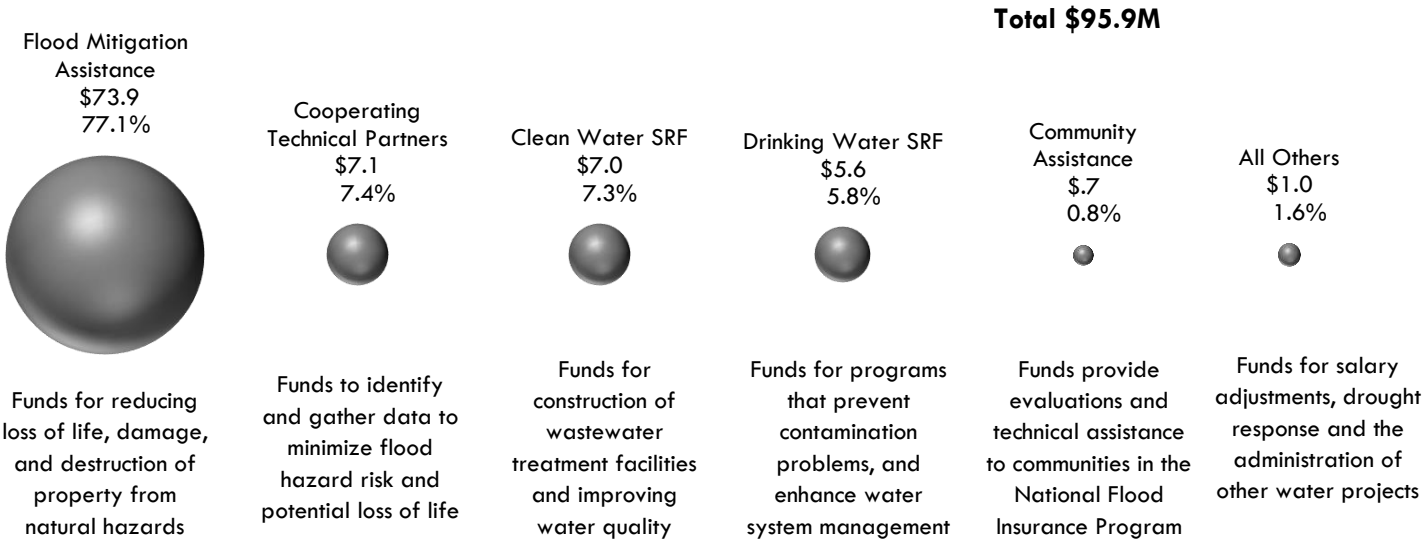 Total $95.9M
Flood Mitigation
Assistance
$73.9
77.1%
Cooperating
Technical Partners
$7.1
7.4%
Clean Water SRF
$7.0
7.3%
Drinking Water SRF
$5.6
5.8%
Community
Assistance
$.7
0.8%
All Others
$1.0
1.6%
Funds for reducing
loss of life, damage,
and destruction of
property from
natural hazards
Funds to identify
and gather data to
minimize flood
hazard risk and
potential loss of life
Funds for
construction of
wastewater
treatment facilities
and improving
water quality
Funds for programs
that prevent
contamination
problems, and
enhance water
system management
Funds provide
evaluations and
technical assistance
to communities in the
National Flood
Insurance Program
Funds for salary
adjustments, drought
response and the
administration of
other water projects